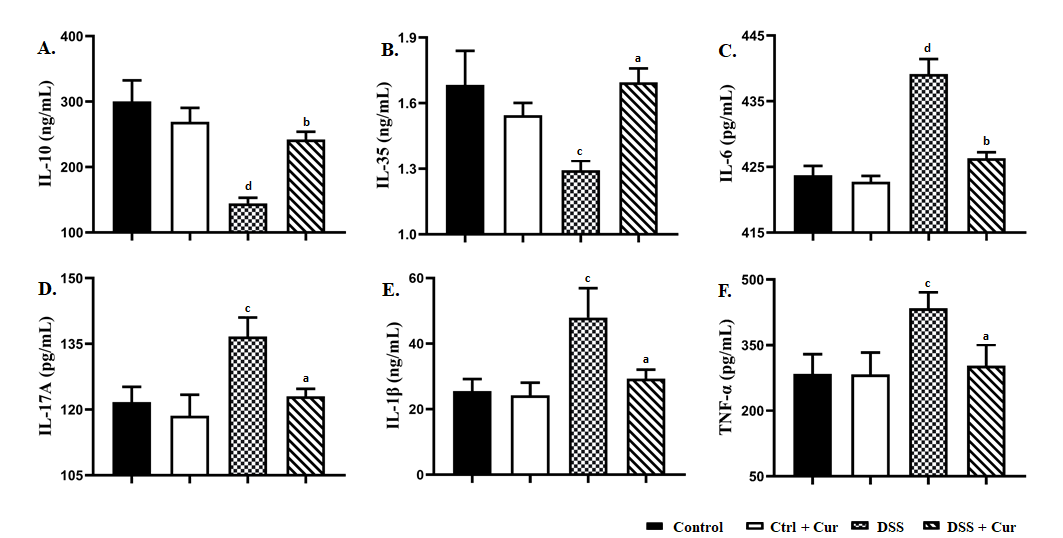 A.
IL-10 (ng/mL)
400
300
200
100
d
b
B.
IL-35 (ng/mL)
1.9
1.6
1.3
1.0
c
a
C.
IL-6 (pg/mL)
445
435
425
415
d
b
D.
IL-17A (pg/mL)
150
135
120
105
c
a
E.
IL-1β (ng/mL)
60
40
20
0
c
a
F.
TNF-α (pg/mL)
500
350
200
50
c
a
Control Ctrl + Cur DSS DSS + Cur